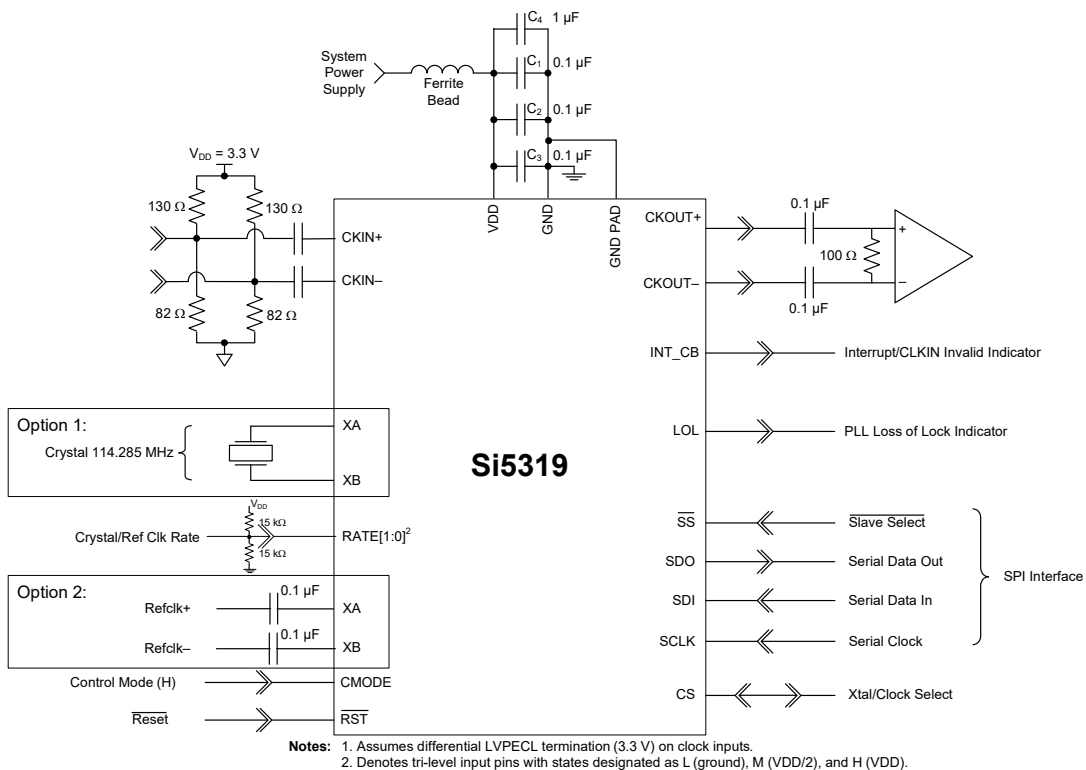 C4 1 µF
System
Power
Supply
Ferrite
Bead
C1 0.1 µF
C2 0.1 µF
C3 0.1 µF
VDD = 3.3 V
130 Ω
130 Ω
82 Ω
82 Ω
CKIN+
CKIN–
VDD
GND
GND PAD
CKOUT+
CKOUT–
0.1 µF
100 Ω
+
–
0.1 µF
INT_CB
Interrupt/CLKIN Invalid Indicator
LOL
PLL Loss of Lock Indicator
Option 1:
Crystal 114.285 MHz
XA
XB
Si5319
VDD
15 kΩ
Crystal/Ref Clk Rate
15 kΩ
RATE[1:0]2
SS
Slave Select
SDO
Serial Data Out
SDI
Serial Data In
SCLK
Serial Clock
SPI Interface
Option 2:
Refclk+
0.1 µF
XA
Refclk–
0.1 µF
XB
Control Mode (H)
CMODE
CS
Xtal/Clock Select
Reset
RST
Notes: 1. Assumes differential LVPECL termination (3.3 V) on clock inputs.
2. Denotes tri-level input pins with states designated as L (ground), M (VDD/2), and H (VDD).